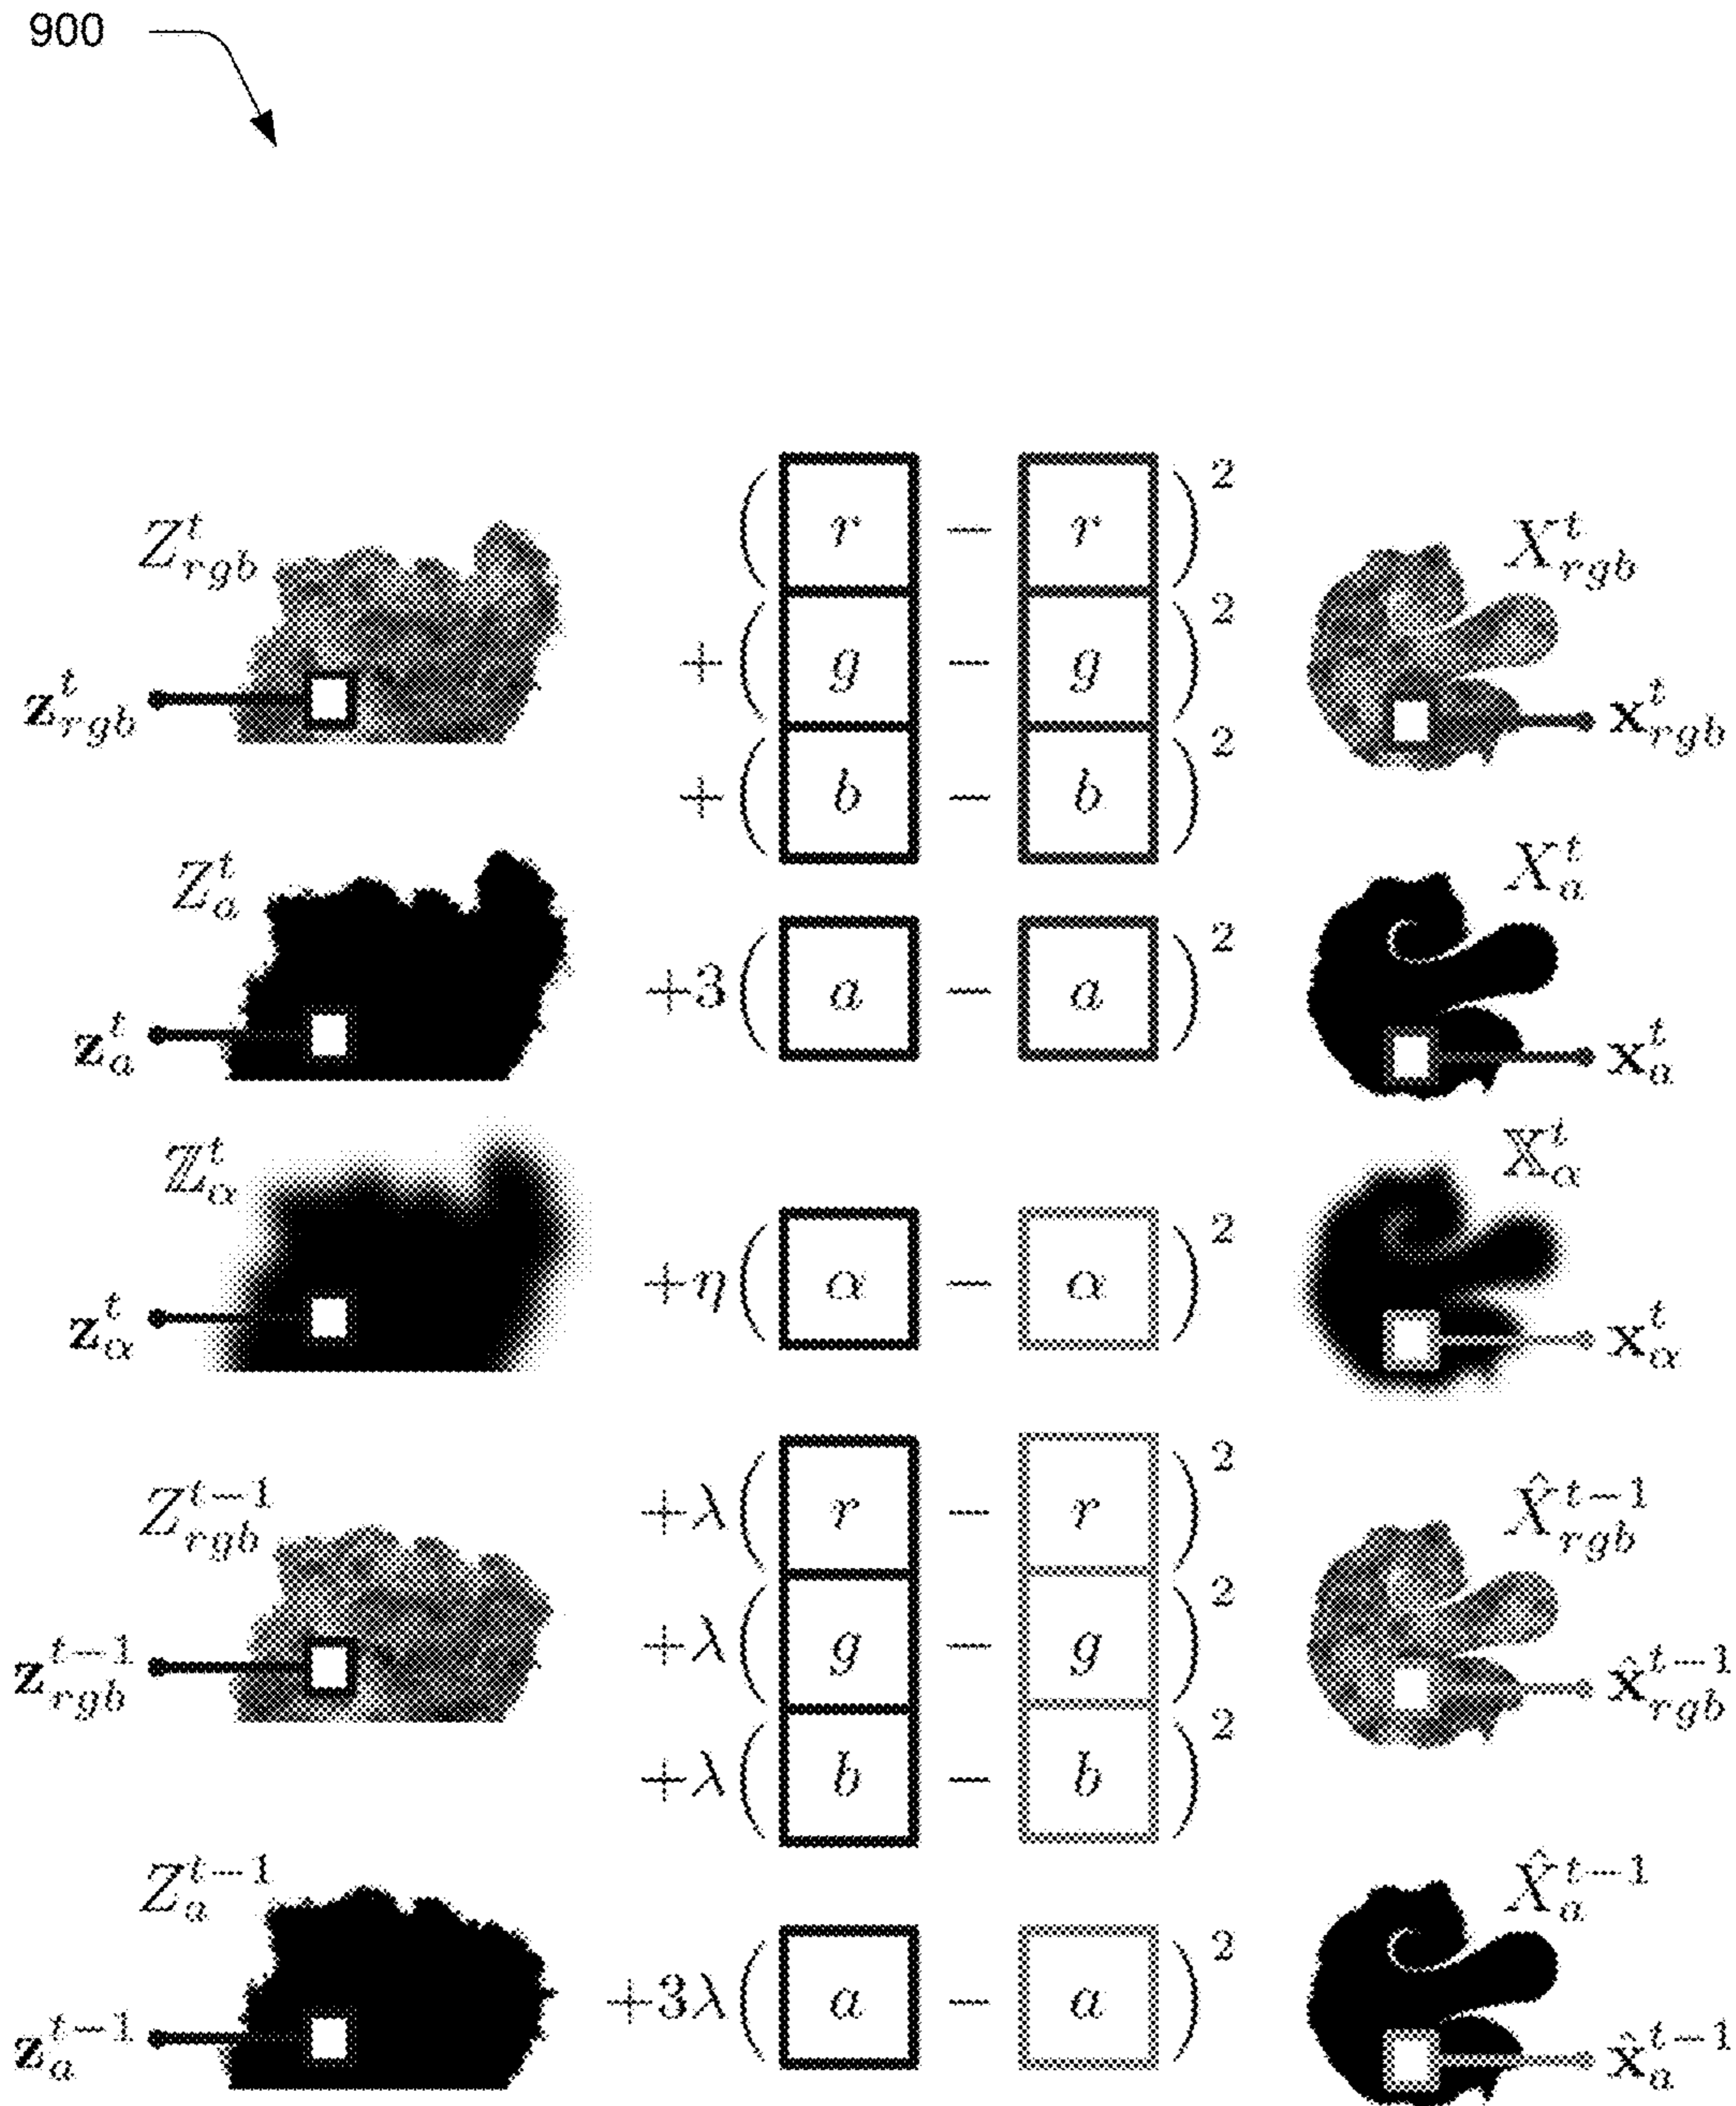 900
Z^t_{rgb} ( r − r )^2 X^t_{rgb}
+( g − g )^2
z^t_{rgb} x^t_{rgb}
+( b − b )^2
Z^t_a X^t_a
+3( a − a )^2
z^t_a x^t_a
ℤ^t_α 𝕏^t_α
+η( α − α )^2
z^t_α x^t_α
Z^{t−1}_{rgb} +λ( r − r )^2 X̂^{t−1}_{rgb}
+λ( g − g )^2
z^{t−1}_{rgb} x̂^{t−1}_{rgb}
+λ( b − b )^2
Z^{t−1}_a X̂^{t−1}_a
+3λ( a − a )^2
z^{t−1}_a x̂^{t−1}_a